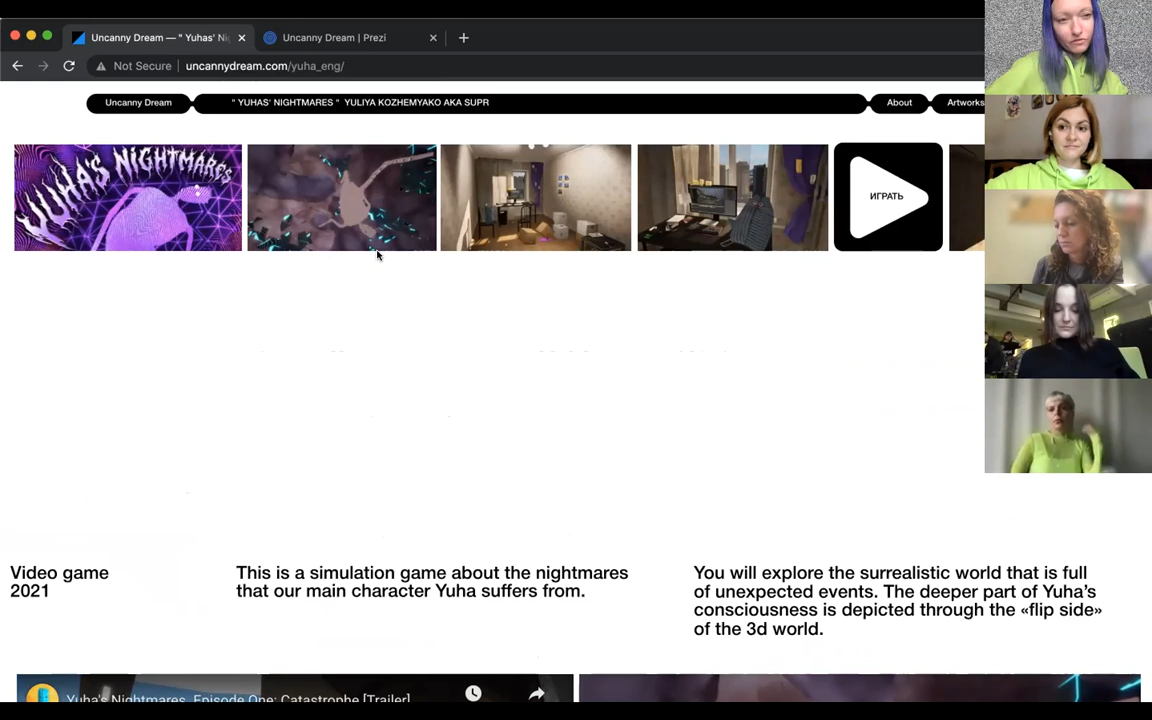 Uncanny Dream — " Yuhas' Ni
Uncanny Dream | Prezi
Not Secure
uncannydream.com/yuha_eng/
Uncanny Dream
" YUHAS' NIGHTMARES " YULIYA KOZHEMYAKO AKA SUPR
About
Artworks
YUHA'S NIGHTMARES
ИГРАТЬ
Video game
2021
This is a simulation game about the nightmares
that our main character Yuha suffers from.
You will explore the surrealistic world that is full
of unexpected events. The deeper part of Yuha's
consciousness is depicted through the «flip side»
of the 3d world.
Yuha's Nightmares. Episode One: Catastrophe [Trailer]